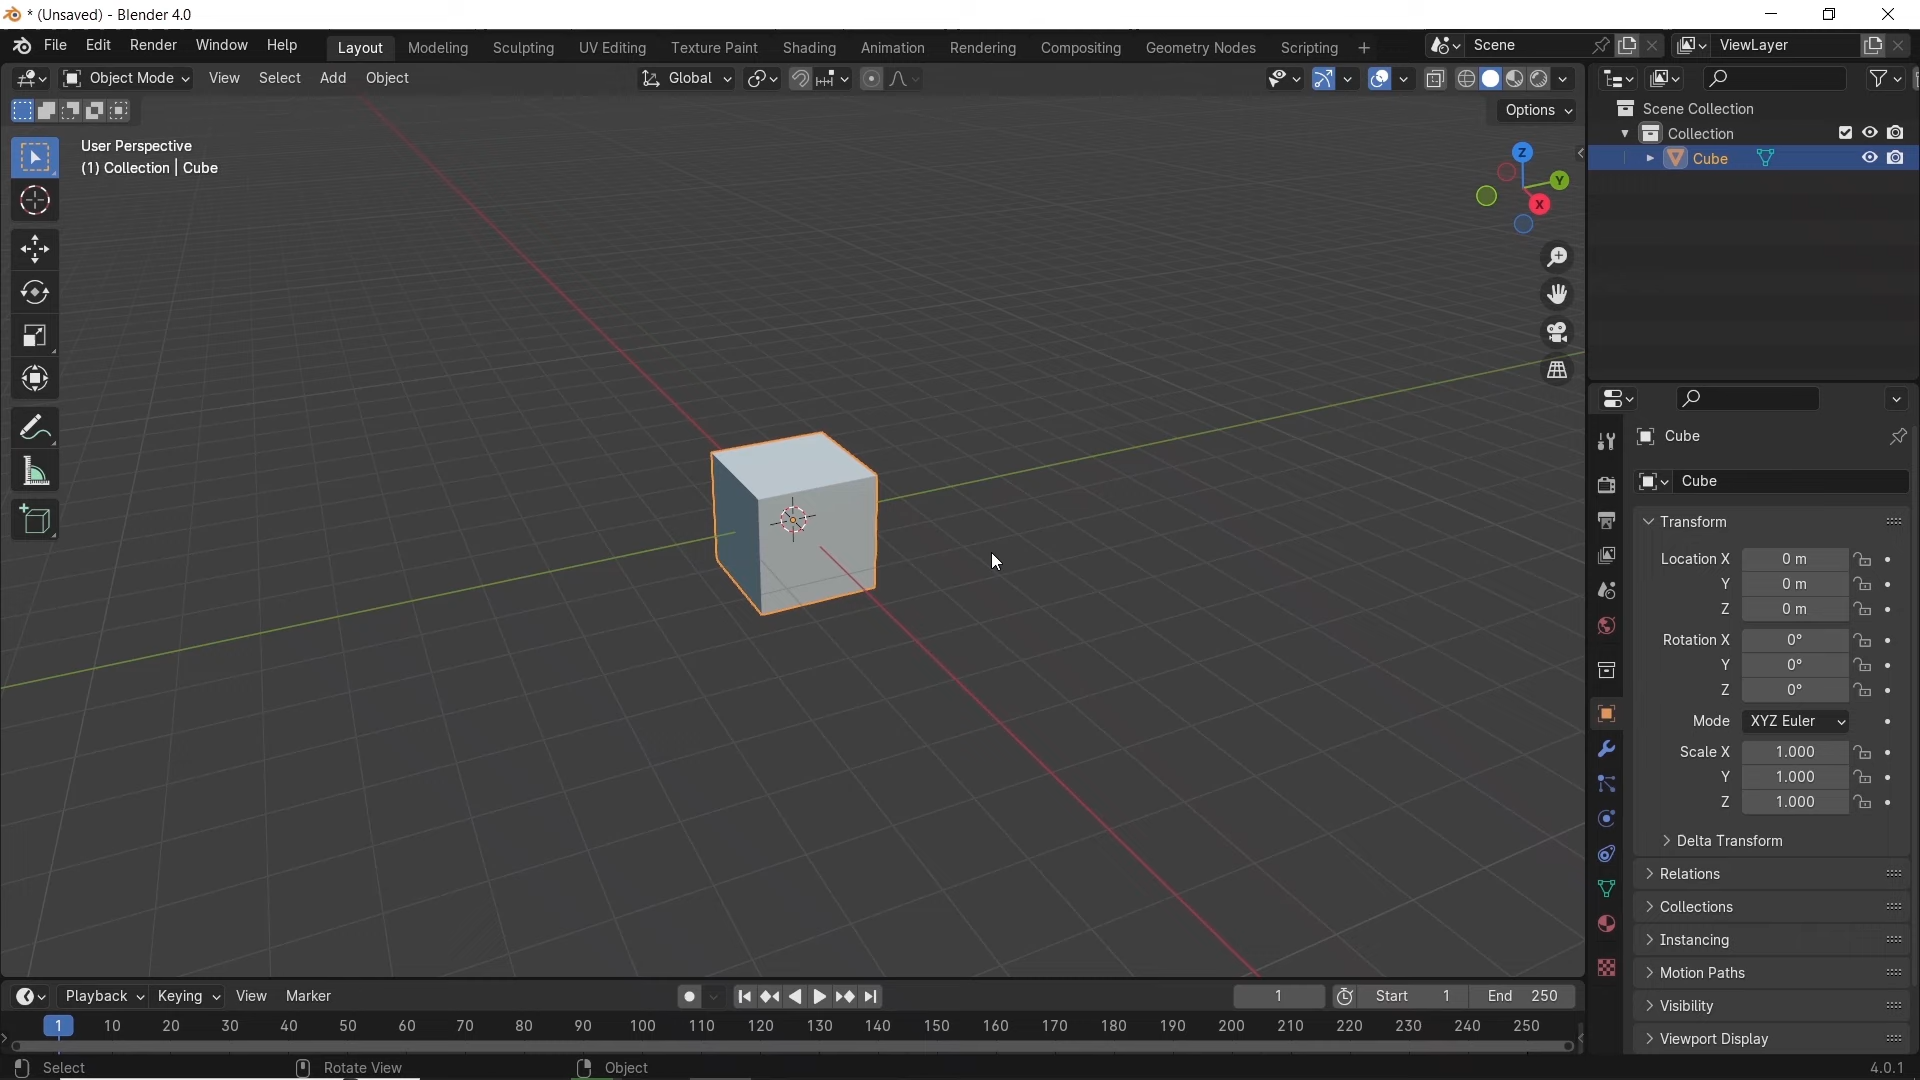 * (Unsaved) - Blender 4.0
File Edit Render Window Help Layout Modeling Sculpting UV Editing Texture Paint Shading Animation Rendering Compositing Geometry Nodes Scripting + Scene ViewLayer
Object Mode View Select Add Object Global
Options
User Perspective
(1) Collection | Cube
Z
Y
X
Scene Collection
Collection
Cube
Cube
Cube
Transform
Location X 0 m
Y 0 m
Z 0 m
Rotation X 0°
Y 0°
Z 0°
Mode XYZ Euler
Scale X 1.000
Y 1.000
Z 1.000
Delta Transform
Relations
Collections
Instancing
Motion Paths
Visibility
Viewport Display
Playback Keying View Marker 1 Start 1 End 250
1 10 20 30 40 50 60 70 80 90 100 110 120 130 140 150 160 170 180 190 200 210 220 230 240 250
Select Rotate View Object 4.0.1